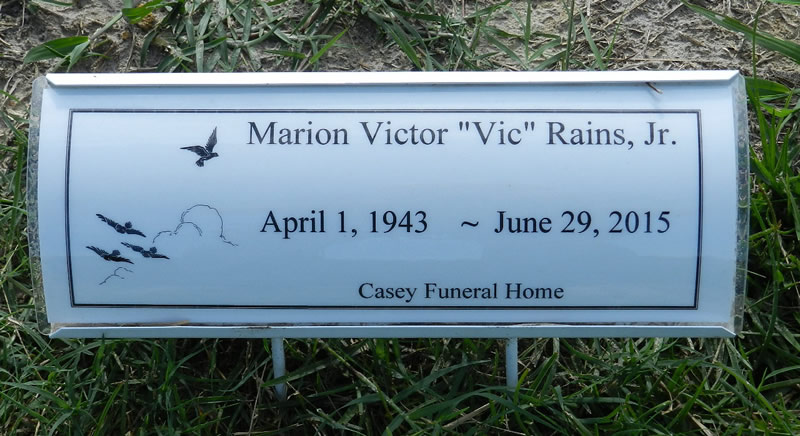 Marion Victor "Vic" Rains, Jr.
April 1, 1943 ~ June 29, 2015
Casey Funeral Home